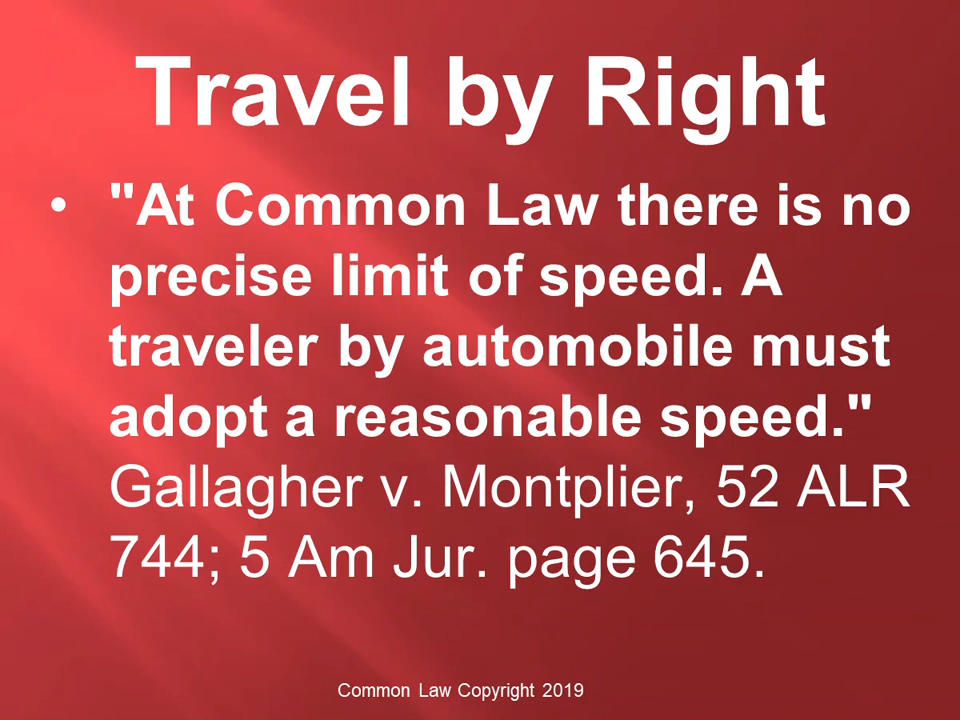 Travel by Right
• "At Common Law there is no
precise limit of speed. A
traveler by automobile must
adopt a reasonable speed."
Gallagher v. Montplier, 52 ALR
744; 5 Am Jur. page 645.
Common Law Copyright 2019